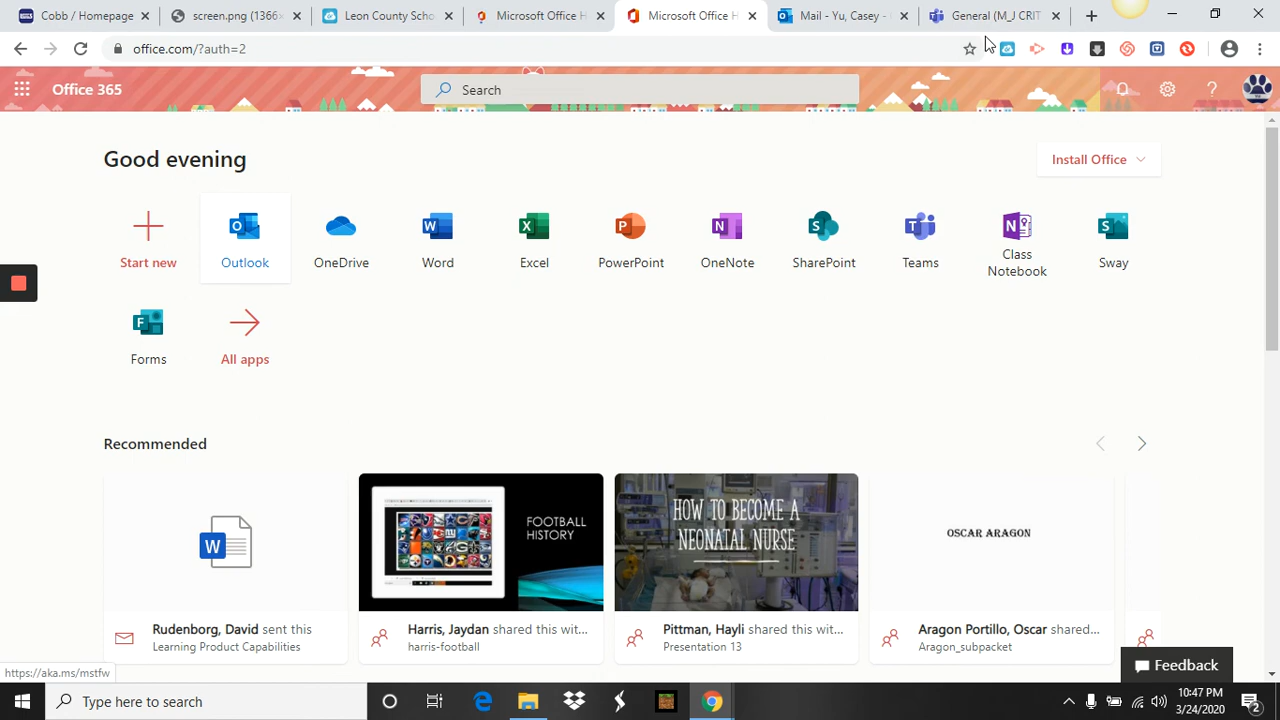 Cobb / Homepage
screen.png (1366×
Leon County Scho
Microsoft Office H
Microsoft Office H
Mail - Yu, Casey -
General (M_J CRIT
office.com/?auth=2
Office 365
Search
Good evening
Install Office
Start new
Outlook
OneDrive
Word
Excel
PowerPoint
OneNote
SharePoint
Teams
Class
Notebook
Sway
Forms
All apps
Recommended
W
FOOTBALL
HISTORY
HOW TO BECOME A
NEONATAL NURSE
OSCAR ARAGON
Rudenborg, David sent this
Learning Product Capabilities
Harris, Jaydan shared this wit...
harris-football
Pittman, Hayli shared this wit...
Presentation 13
Aragon Portillo, Oscar shared...
Aragon_subpacket
Feedback
https://aka.ms/mstfw
Type here to search
10:47 PM
3/24/2020
2